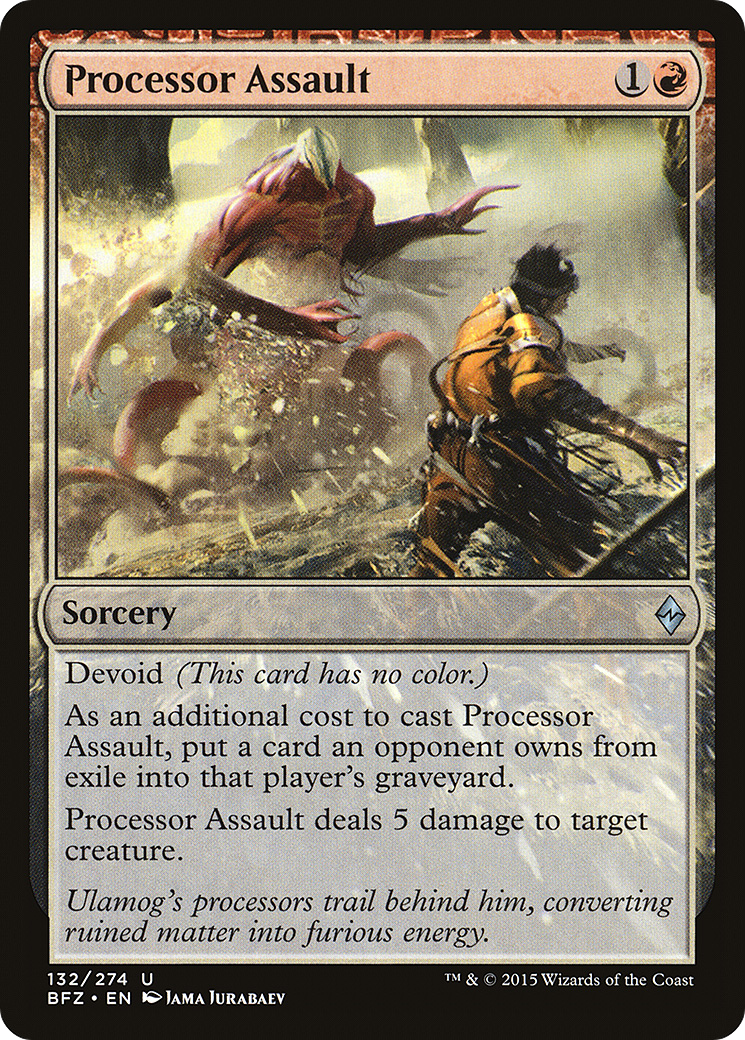 Processor Assault 1
Sorcery
Devoid (This card has no color.)
As an additional cost to cast Processor
Assault, put a card an opponent owns from
exile into that player's graveyard.
Processor Assault deals 5 damage to target
creature.
Ulamog's processors trail behind him, converting
ruined matter into furious energy.
132/274 U ™ & © 2015 Wizards of the Coast
BFZ • EN Jama Jurabaev